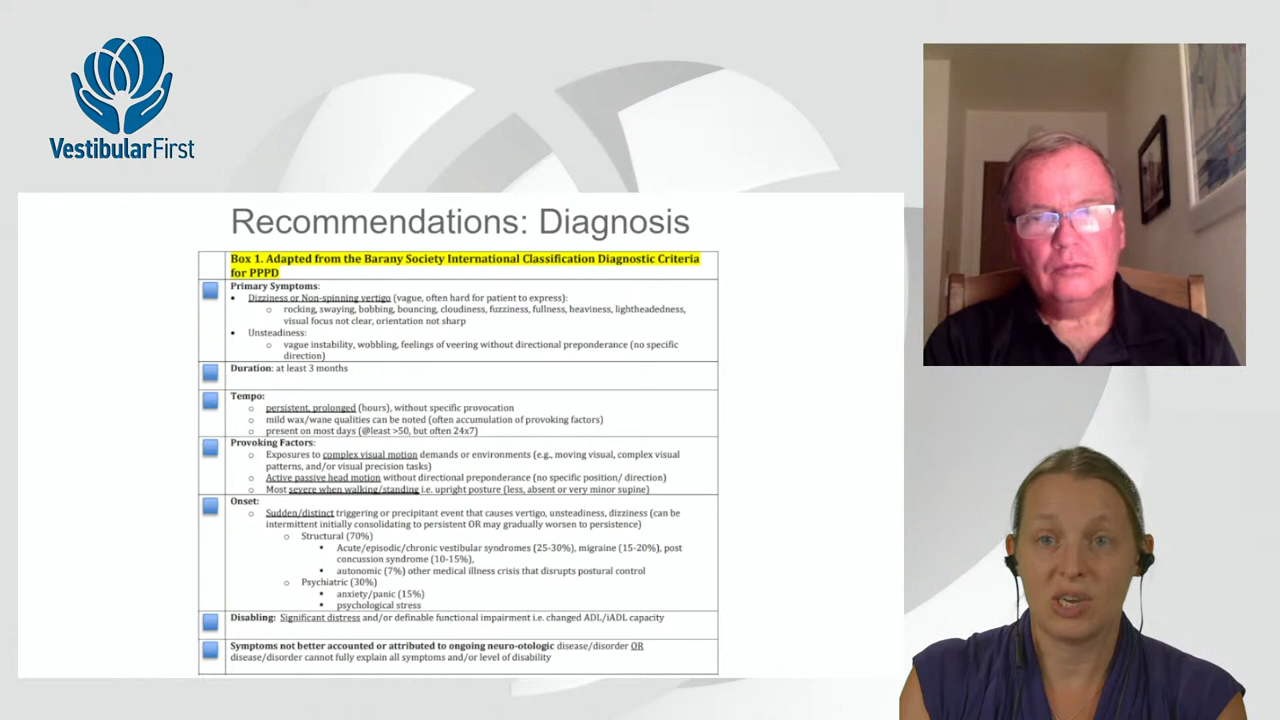 VestibularFirst
Recommendations: Diagnosis
Box 1. Adapted from the Barany Society International Classification Diagnostic Criteria
for PPPD
Primary Symptoms:
• Dizziness or Non-spinning vertigo (vague, often hard for patient to express):
o rocking, swaying, bobbing, bouncing, cloudiness, fuzziness, fullness, heaviness, lightheadedness,
visual focus not clear, orientation not sharp
• Unsteadiness:
o vague instability, wobbling, feelings of veering without directional preponderance (no specific
direction)
Duration: at least 3 months
Tempo:
o persistent, prolonged (hours), without specific provocation
o mild wax/wane qualities can be noted (often accumulation of provoking factors)
o present on most days (@least >50, but often 24x7)
Provoking Factors:
o Exposures to complex visual motion demands or environments (e.g., moving visual, complex visual
patterns, and/or visual precision tasks)
o Active passive head motion without directional preponderance (no specific position/ direction)
o Most severe when walking/standing i.e. upright posture (less, absent or very minor supine)
Onset:
o Sudden/distinct triggering or precipitant event that causes vertigo, unsteadiness, dizziness (can be
intermittent initially consolidating to persistent OR may gradually worsen to persistence)
o Structural (70%)
▪ Acute/episodic/chronic vestibular syndromes (25-30%), migraine (15-20%), post
concussion syndrome (10-15%),
▪ autonomic (7%) other medical illness crisis that disrupts postural control
o Psychiatric (30%)
▪ anxiety/panic (15%)
▪ psychological stress
Disabling: Significant distress and/or definable functional impairment i.e. changed ADL/iADL capacity
Symptoms not better accounted or attributed to ongoing neuro-otologic disease/disorder OR
disease/disorder cannot fully explain all symptoms and/or level of disability